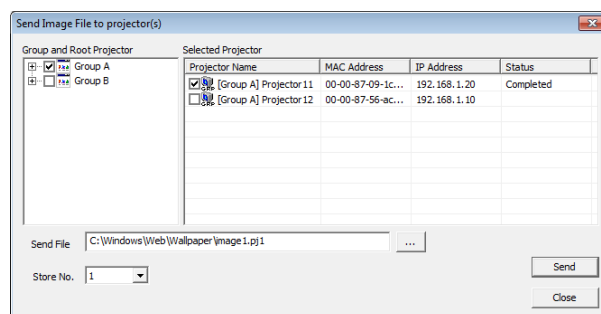 Send Image File to projector(s)
Group and Root Projector
Selected Projector
Group A
Group B
Projector Name MAC Address IP Address Status
[Group A] Projector11 00-00-87-09-1c... 192.168.1.20 Completed
[Group A] Projector12 00-00-87-56-ac... 192.168.1.10
Send File C:\Windows\Web\Wallpaper\image1.pj1 ...
Store No. 1
Send
Close